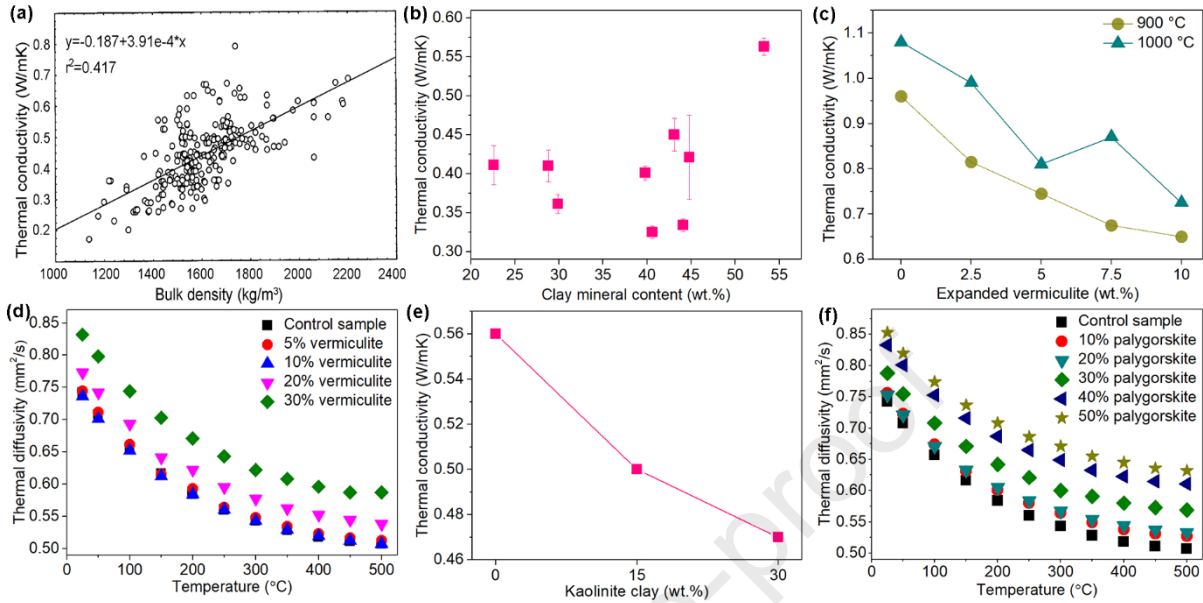 (a)
y=-0.187+3.91e-4*x
r²=0.417
0.8
0.7
0.6
0.5
0.4
0.3
0.2
1000 1200 1400 1600 1800 2000 2200 2400
Thermal conductivity (W/mK)
Bulk density (kg/m³)
(b)
0.60
0.55
0.50
0.45
0.40
0.35
0.30
20 25 30 35 40 45 50 55
Thermal conductivity (W/mK)
Clay mineral content (wt.%)
(c)
900 °C
1000 °C
1.1
1.0
0.9
0.8
0.7
0.6
0 2.5 5 7.5 10
Thermal conductivity (W/mK)
Expanded vermiculite (wt.%)
(d)
Control sample
5% vermiculite
10% vermiculite
20% vermiculite
30% vermiculite
0.85
0.80
0.75
0.70
0.65
0.60
0.55
0.50
0 100 200 300 400 500
Thermal diffusivity (mm²/s)
Temperature (°C)
(e)
0.56
0.54
0.52
0.50
0.48
0.46
0 15 30
Thermal conductivity (W/mK)
Kaolinite clay (wt.%)
(f)
Control sample
10% palygorskite
20% palygorskite
30% palygorskite
40% palygorskite
50% palygorskite
0.85
0.80
0.75
0.70
0.65
0.60
0.55
0.50
0 100 200 300 400 500
Thermal diffusivity (mm²/s)
Temperature (°C)
-proof